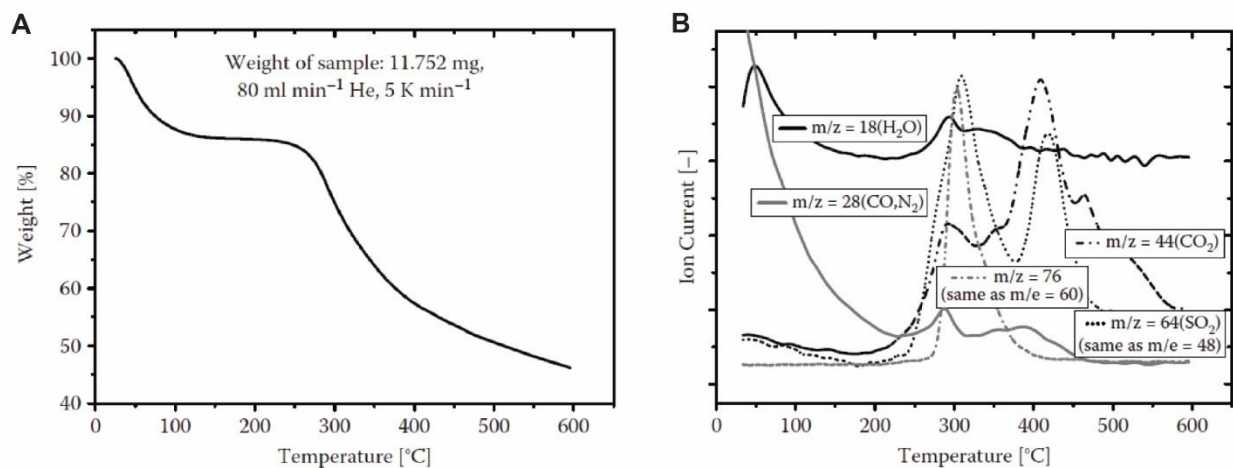 A
Weight of sample: 11.752 mg,
80 ml min⁻¹ He, 5 K min⁻¹
Weight [%]
100
90
80
70
60
50
40
0 100 200 300 400 500 600
Temperature [°C]
B
m/z = 18(H₂O)
m/z = 28(CO,N₂)
m/z = 44(CO₂)
m/z = 76
(same as m/e = 60)
m/z = 64(SO₂)
(same as m/e = 48)
Ion Current [–]
0 100 200 300 400 500 600
Temperature [°C]